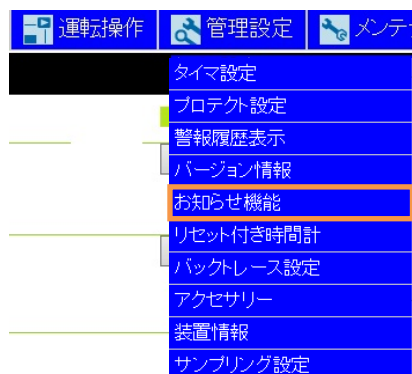 運転操作 管理設定 メンテ
タイマ設定
プロテクト設定
警報履歴表示
バージョン情報
お知らせ機能
リセット付き時間計
バックトレース設定
アクセサリー
装置情報
サンプリング設定